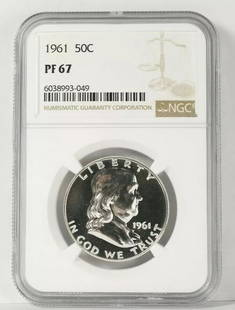 1961 50C
PF 67
6038993-049
NUMISMATIC GUARANTY CORPORATION
NGC
LIBERTY
1961
IN GOD WE TRUST